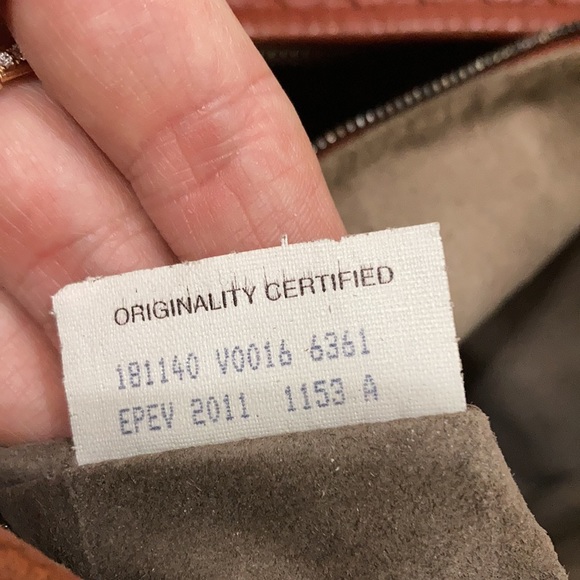 ORIGINALITY CERTIFIED
181140 V0016 6361
EPEV 2011 1153 A